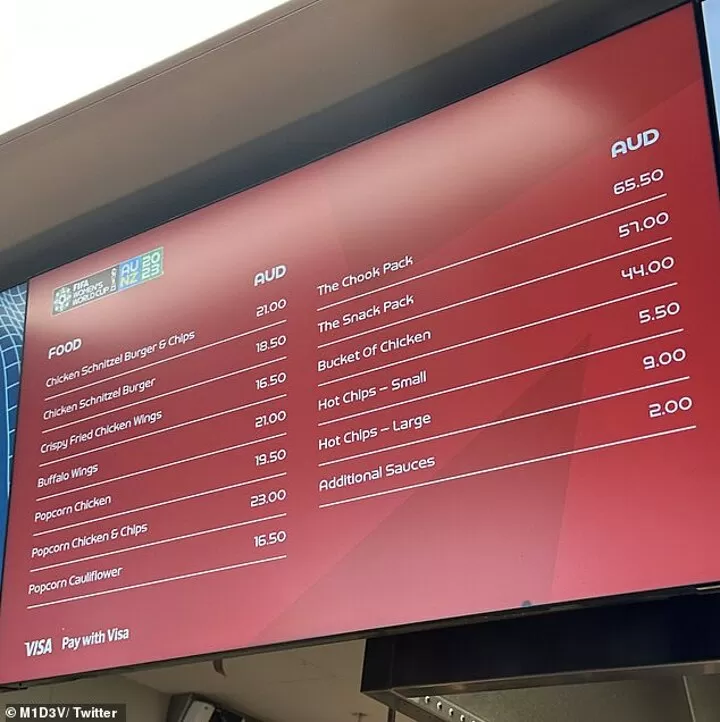 FIFA
WOMEN'S
WORLD CUP
AU 20
NZ 23
FOOD AUD
Chicken Schnitzel Burger & Chips 21.00
Chicken Schnitzel Burger 18.50
Crispy Fried Chicken Wings 16.50
Buffalo Wings 21.00
Popcorn Chicken 19.50
Popcorn Chicken & Chips 23.00
Popcorn Cauliflower 16.50
AUD
The Chook Pack 65.50
The Snack Pack 57.00
Bucket Of Chicken 44.00
Hot Chips – Small 5.50
Hot Chips – Large 9.00
Additional Sauces 2.00
VISA Pay with Visa
© M1D3V/ Twitter